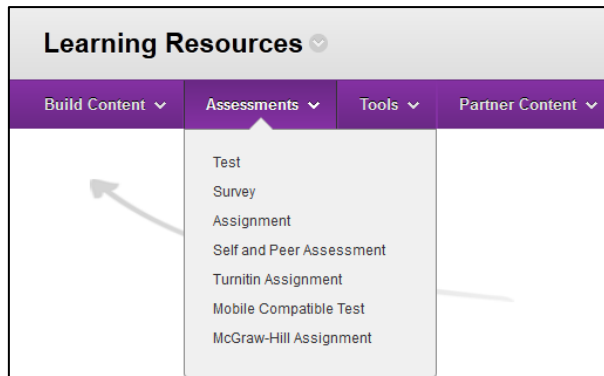 Learning Resources
Build Content Assessments Tools Partner Content
Test
Survey
Assignment
Self and Peer Assessment
Turnitin Assignment
Mobile Compatible Test
McGraw-Hill Assignment